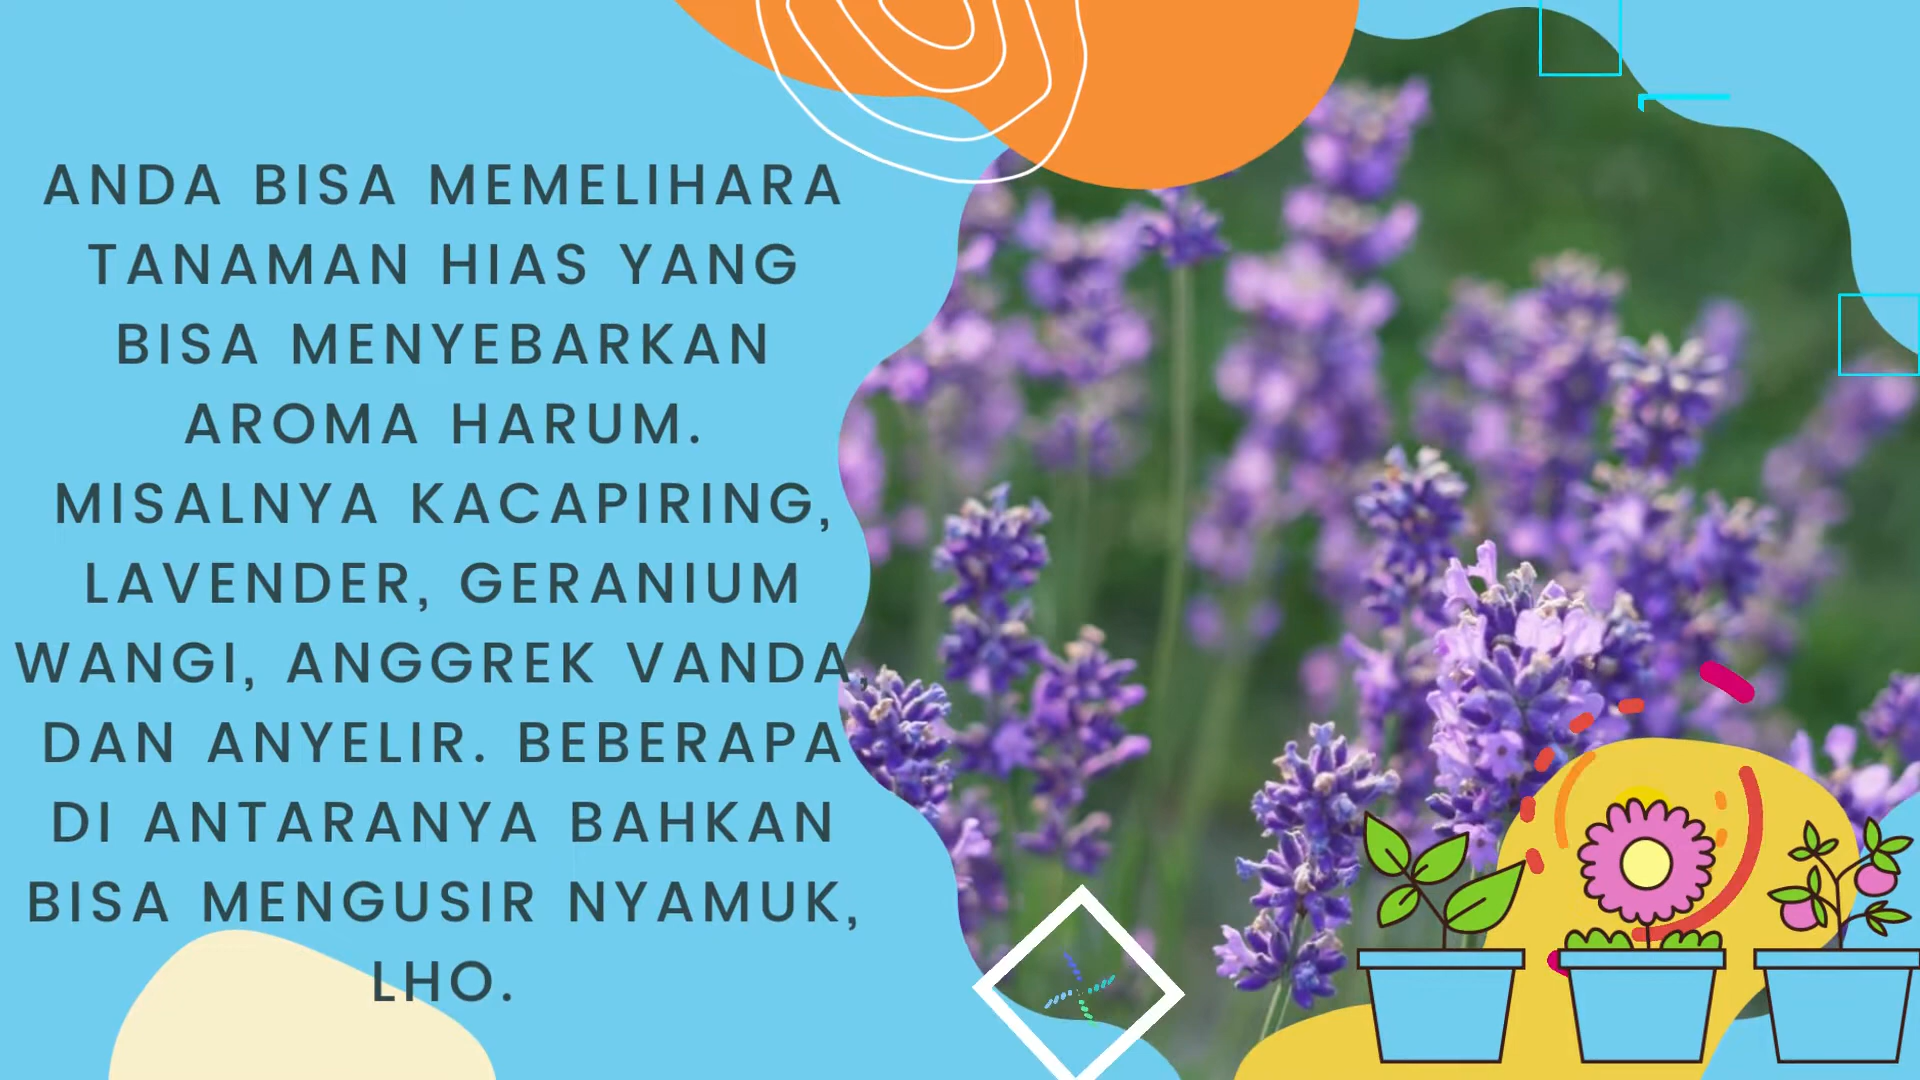 ANDA BISA MEMELIHARA
TANAMAN HIAS YANG
BISA MENYEBARKAN
AROMA HARUM.
MISALNYA KACAPIRING,
LAVENDER, GERANIUM
WANGI, ANGGREK VANDA,
DAN ANYELIR. BEBERAPA
DI ANTARANYA BAHKAN
BISA MENGUSIR NYAMUK,
LHO.